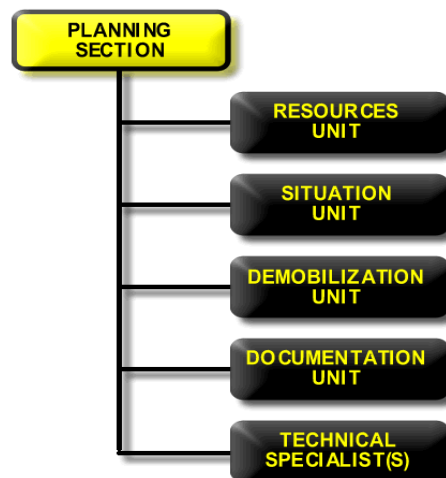 PLANNING
SECTION
RESOURCES
UNIT
SITUATION
UNIT
DEMOBILIZATION
UNIT
DOCUMENTATION
UNIT
TECHNICAL
SPECIALIST(S)